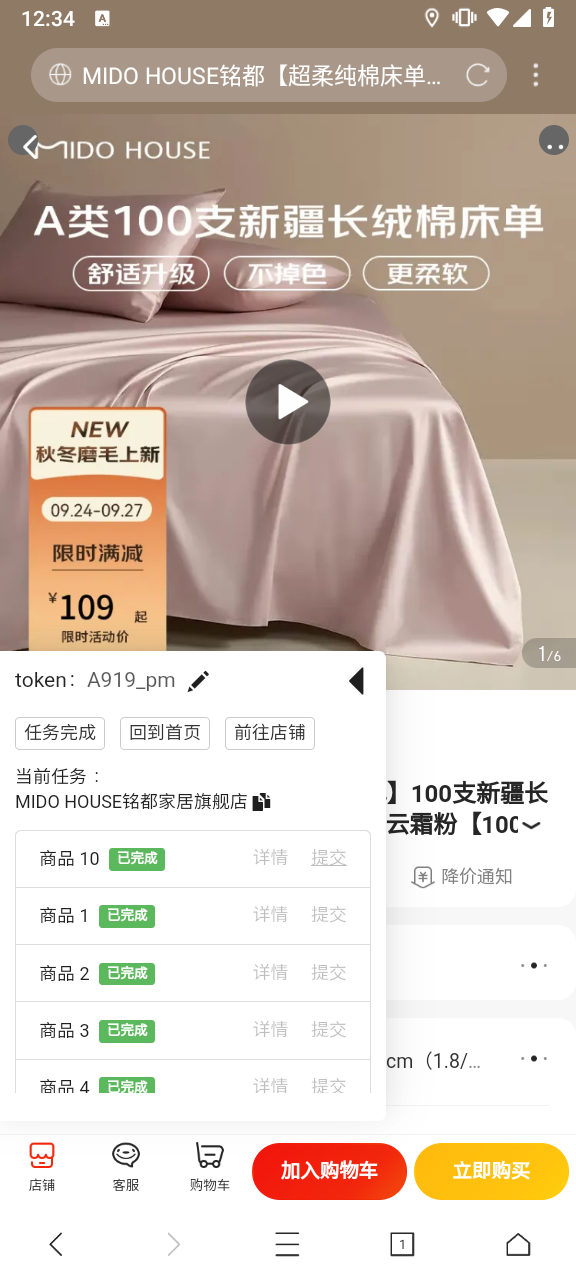 12:34
A
MIDO HOUSE铭都【超柔纯棉床单...
MIDO HOUSE
A类100支新疆长绒棉床单
舒适升级 不掉色 更柔软
NEW
秋冬磨毛上新
09.24-09.27
限时满减
¥109 起
限时活动价
1/6
token: A919_pm
任务完成 回到首页 前往店铺
当前任务：
MIDO HOUSE铭都家居旗舰店
】100支新疆长
云霜粉【100
降价通知
商品 10 已完成 详情 提交
商品 1 已完成 详情 提交
商品 2 已完成 详情 提交
商品 3 已完成 详情 提交
商品 4 已完成 详情 提交
cm（1.8/...
店铺 客服 购物车 加入购物车 立即购买
1